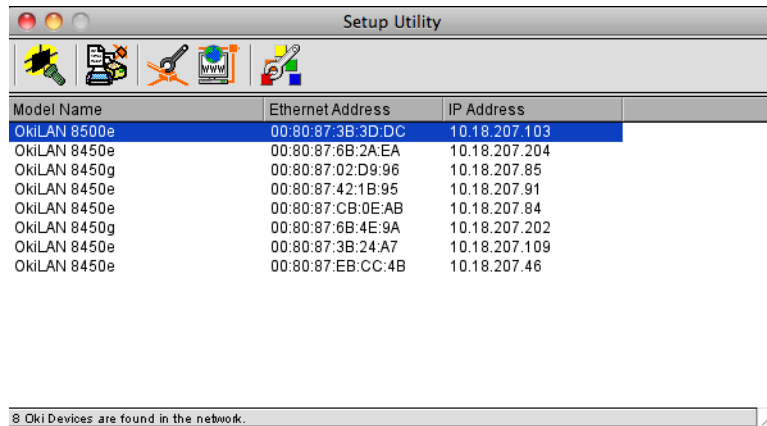 Setup Utility
WWW
Model Name Ethernet Address IP Address
OkiLAN 8500e 00:80:87:3B:3D:DC 10.18.207.103
OkiLAN 8450e 00:80:87:6B:2A:EA 10.18.207.204
OkiLAN 8450g 00:80:87:02:D9:96 10.18.207.85
OkiLAN 8450e 00:80:87:42:1B:95 10.18.207.91
OkiLAN 8450e 00:80:87:CB:0E:AB 10.18.207.84
OkiLAN 8450g 00:80:87:6B:4E:9A 10.18.207.202
OkiLAN 8450e 00:80:87:3B:24:A7 10.18.207.109
OkiLAN 8450e 00:80:87:EB:CC:4B 10.18.207.46
8 Oki Devices are found in the network.